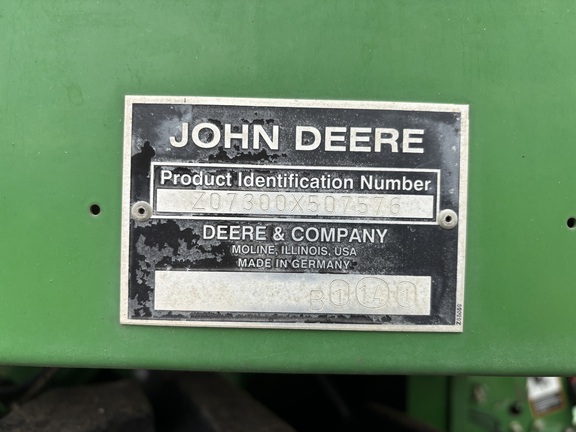 JOHN DEERE
Product Identification Number
Z07300X507576
DEERE & COMPANY
MOLINE, ILLINOIS, USA
MADE IN GERMANY